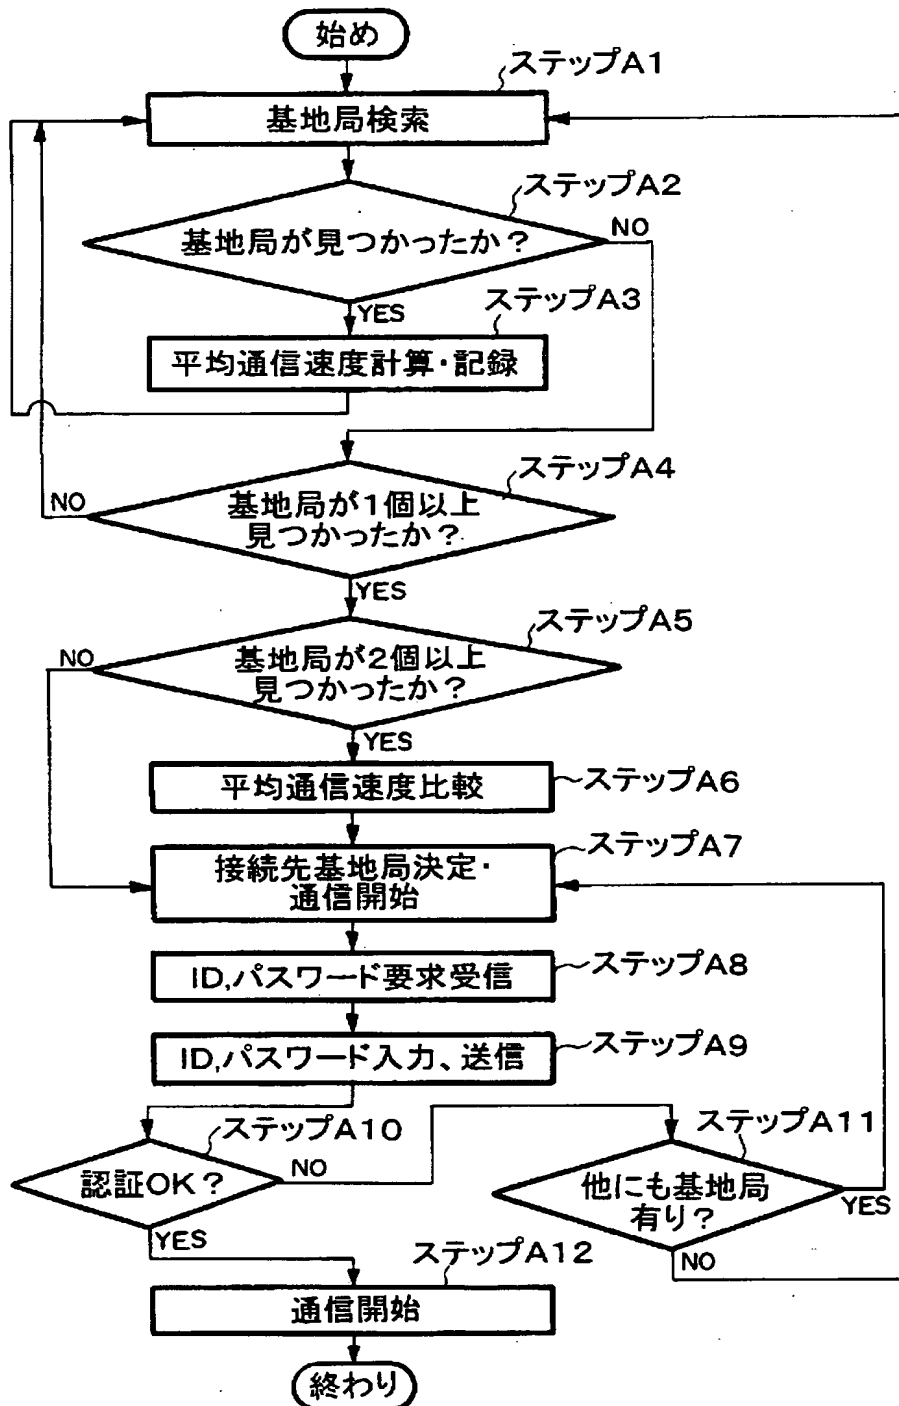 始め
ステップA1
基地局検索
ステップA2
基地局が見つかったか？
NO
YES
ステップA3
平均通信速度計算・記録
ステップA4
NO
基地局が1個以上
見つかったか？
YES
ステップA5
NO
基地局が2個以上
見つかったか？
YES
平均通信速度比較
ステップA6
ステップA7
接続先基地局決定・
通信開始
ID,パスワード要求受信
ステップA8
ID,パスワード入力、送信
ステップA9
ステップA10
認証OK？
NO
YES
ステップA11
他にも基地局
有り？
YES
NO
ステップA12
通信開始
終わり